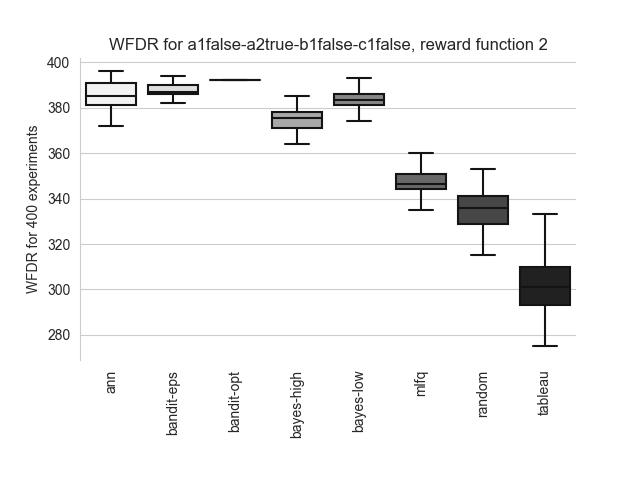 WFDR for a1false-a2true-b1false-c1false, reward function 2
WFDR for 400 experiments
400
380
360
340
320
300
280
ann
bandit-eps
bandit-opt
bayes-high
bayes-low
mlfq
random
tableau